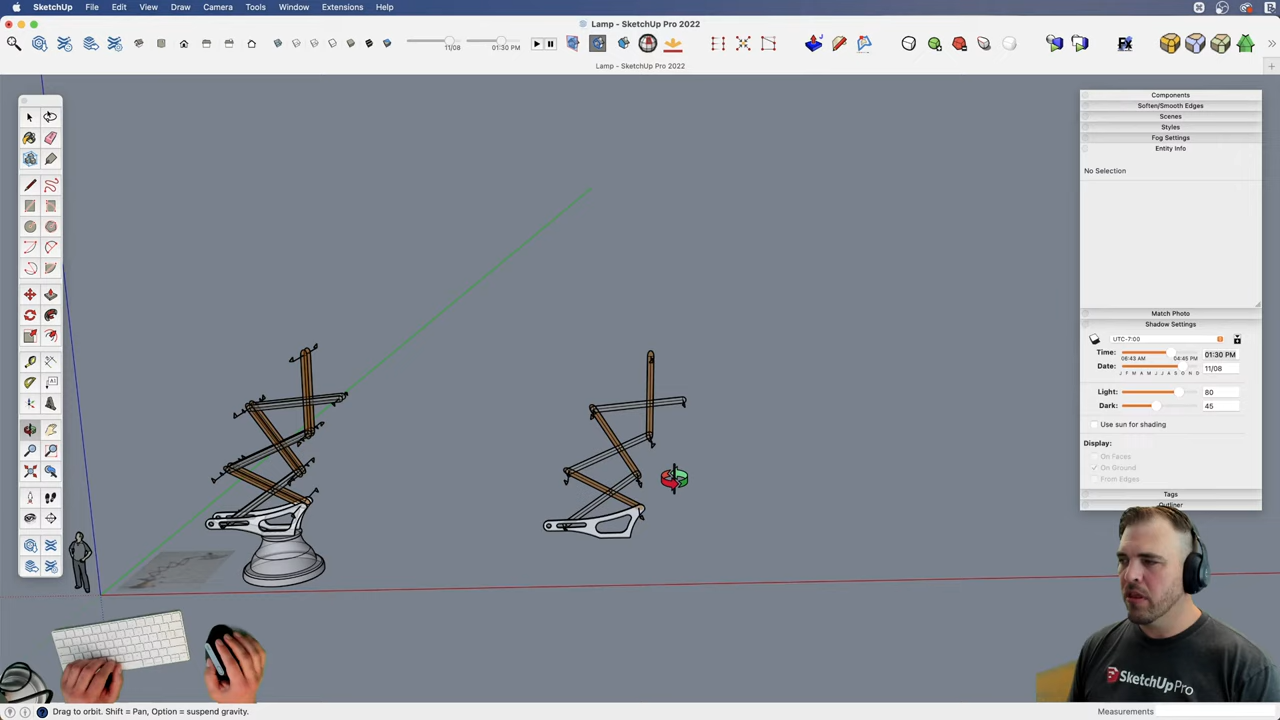 SketchUp File Edit View Draw Camera Tools Window Extensions Help
Lamp - SketchUp Pro 2022
11/08 01:30 PM
Lamp - SketchUp Pro 2022
Components
Soften/Smooth Edges
Scenes
Styles
Fog Settings
Entity Info
No Selection
Match Photo
Shadow Settings
UTC-7:00
Time: 01:30 PM
06:43 AM 04:45 PM
Date: 11/08
J F M A M J J A S O N D
Light: 80
Dark: 45
Use sun for shading
Display:
On Faces
On Ground
From Edges
Tags
Outliner
SketchUp Pro
Drag to orbit. Shift = Pan, Option = suspend gravity.
Measurements